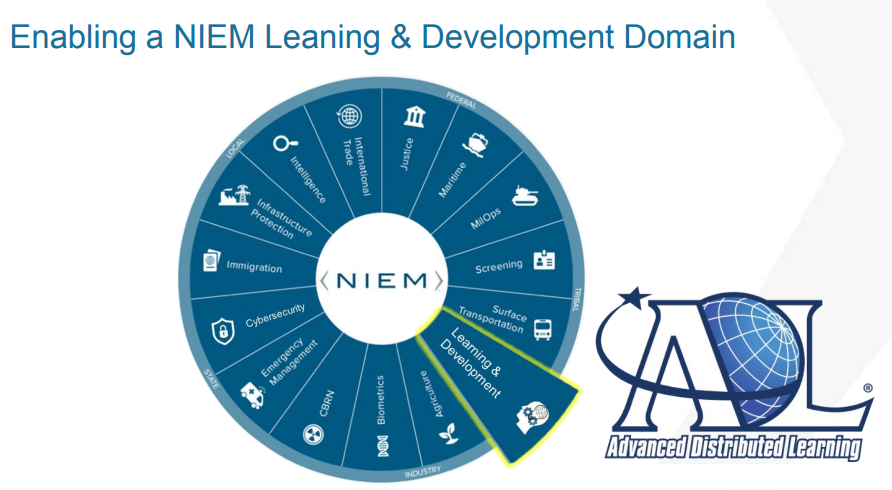 Enabling a NIEM Leaning & Development Domain
FEDERAL
LOCAL
TRIBAL
STATE
INDUSTRY
International
Trade
Justice
Maritime
MilOps
Screening
Surface
Transportation
Learning &
Development
Agriculture
Biometrics
CBRN
Emergency
Management
Cybersecurity
Immigration
Infrastructure
Protection
Intelligence
〈NIEM〉
ADL
®
Advanced Distributed Learning